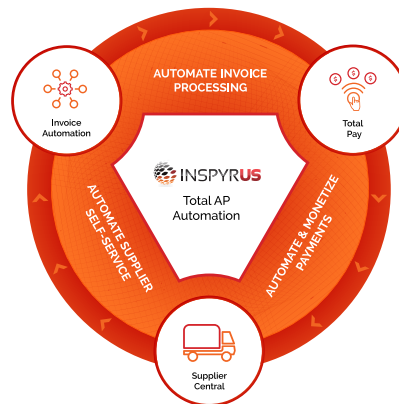 AUTOMATE INVOICE
PROCESSING
Invoice
Automation
Total
Pay
INSPYRUS
Total AP
Automation
AUTOMATE SUPPLIER
SELF-SERVICE
AUTOMATE & MONETIZE
PAYMENTS
Supplier
Central